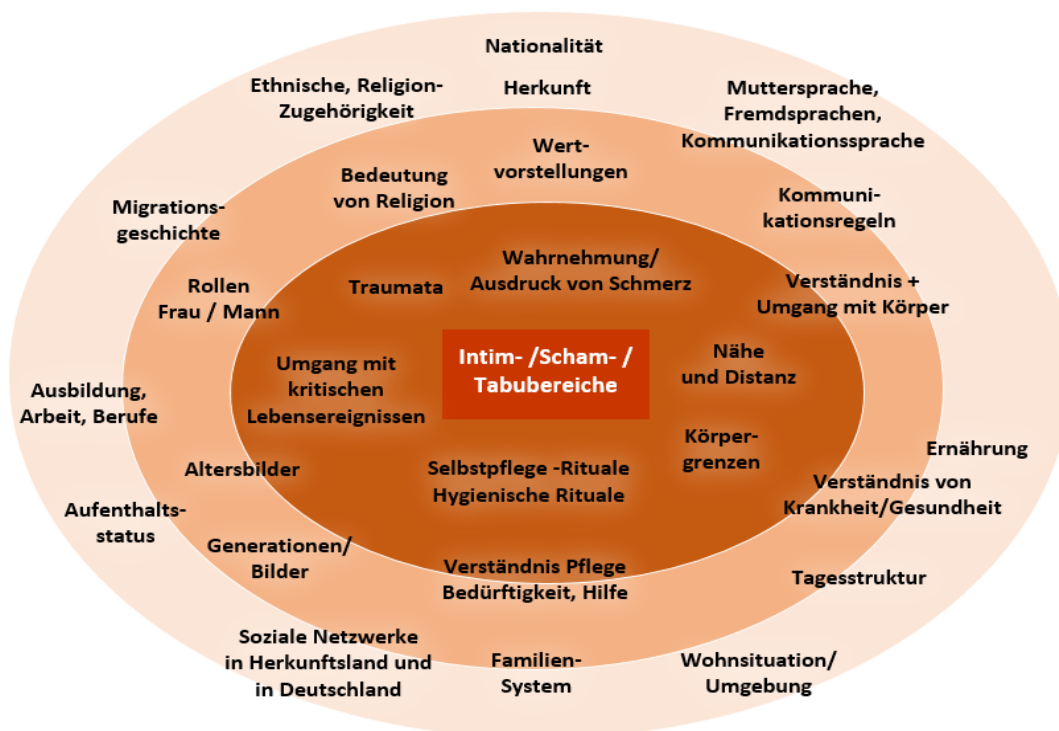 Nationalität
Herkunft
Ethnische, Religion-
Zugehörigkeit
Muttersprache,
Fremdsprachen,
Kommunikationssprache
Wert-
vorstellungen
Bedeutung
von Religion
Kommuni-
kationsregeln
Migrations-
geschichte
Wahrnehmung/
Ausdruck von Schmerz
Traumata
Rollen
Frau / Mann
Verständnis +
Umgang mit Körper
Intim- /Scham- /
Tabubereiche
Nähe
und Distanz
Umgang mit
kritischen
Lebensereignissen
Ausbildung,
Arbeit, Berufe
Körper-
grenzen
Ernährung
Altersbilder
Selbstpflege -Rituale
Hygienische Rituale
Verständnis von
Krankheit/Gesundheit
Aufenthalts-
status
Generationen/
Bilder
Verständnis Pflege
Bedürftigkeit, Hilfe
Tagesstruktur
Soziale Netzwerke
in Herkunftsland und
in Deutschland
Familien-
System
Wohnsituation/
Umgebung